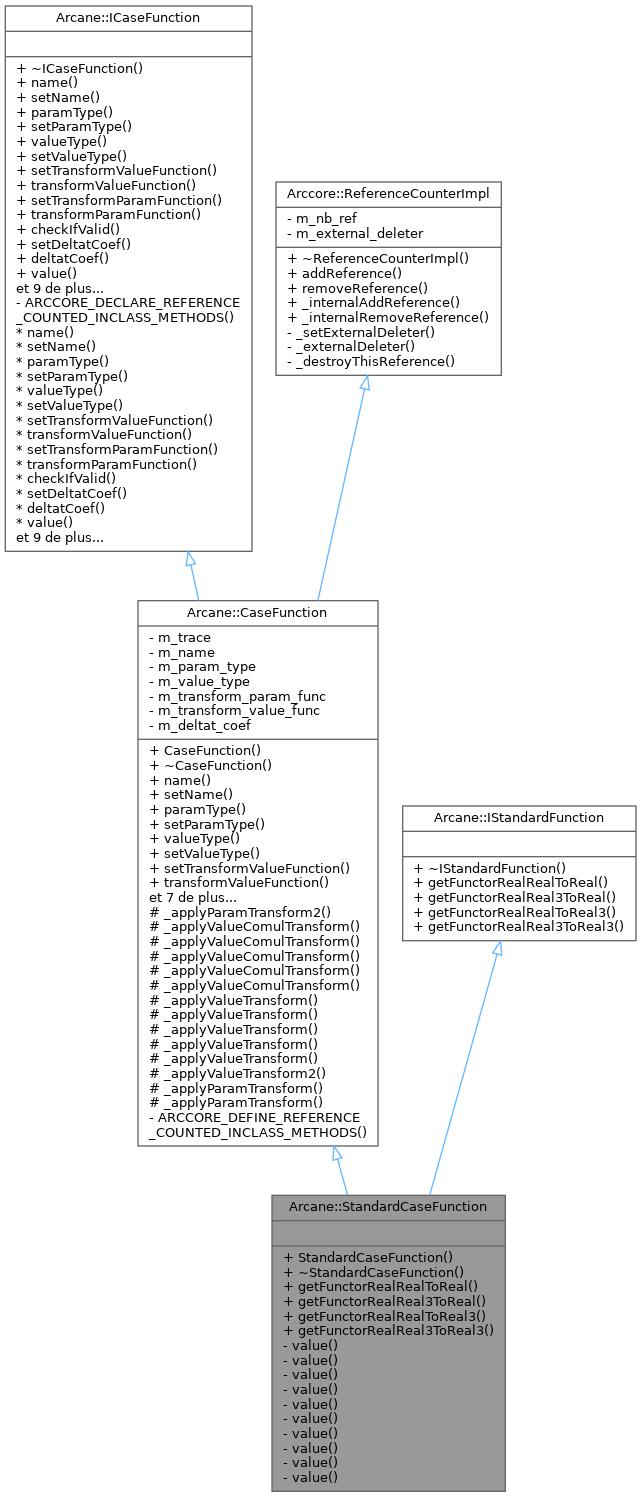 Arcane::ICaseFunction
+ ~ICaseFunction()
+ name()
+ setName()
+ paramType()
+ setParamType()
+ valueType()
+ setValueType()
+ setTransformValueFunction()
+ transformValueFunction()
+ setTransformParamFunction()
+ transformParamFunction()
+ checkIfValid()
+ setDeltatCoef()
+ deltatCoef()
+ value()
et 9 de plus...
- ARCCORE_DECLARE_REFERENCE
_COUNTED_INCLASS_METHODS()
* name()
* setName()
* paramType()
* setParamType()
* valueType()
* setValueType()
* setTransformValueFunction()
* transformValueFunction()
* setTransformParamFunction()
* transformParamFunction()
* checkIfValid()
* setDeltatCoef()
* deltatCoef()
* value()
et 9 de plus...
Arccore::ReferenceCounterImpl
- m_nb_ref
- m_external_deleter
+ ~ReferenceCounterImpl()
+ addReference()
+ removeReference()
+ _internalAddReference()
+ _internalRemoveReference()
- _setExternalDeleter()
- _externalDeleter()
- _destroyThisReference()
Arcane::CaseFunction
- m_trace
- m_name
- m_param_type
- m_value_type
- m_transform_param_func
- m_transform_value_func
- m_deltat_coef
+ CaseFunction()
+ ~CaseFunction()
+ name()
+ setName()
+ paramType()
+ setParamType()
+ valueType()
+ setValueType()
+ setTransformValueFunction()
+ transformValueFunction()
et 7 de plus...
# _applyParamTransform2()
# _applyValueComulTransform()
# _applyValueComulTransform()
# _applyValueComulTransform()
# _applyValueComulTransform()
# _applyValueComulTransform()
# _applyValueTransform()
# _applyValueTransform()
# _applyValueTransform()
# _applyValueTransform()
# _applyValueTransform()
# _applyValueTransform2()
# _applyParamTransform()
# _applyParamTransform()
- ARCCORE_DEFINE_REFERENCE
_COUNTED_INCLASS_METHODS()
Arcane::IStandardFunction
+ ~IStandardFunction()
+ getFunctorRealRealToReal()
+ getFunctorRealReal3ToReal()
+ getFunctorRealRealToReal3()
+ getFunctorRealReal3ToReal3()
Arcane::StandardCaseFunction
+ StandardCaseFunction()
+ ~StandardCaseFunction()
+ getFunctorRealRealToReal()
+ getFunctorRealReal3ToReal()
+ getFunctorRealRealToReal3()
+ getFunctorRealReal3ToReal3()
- value()
- value()
- value()
- value()
- value()
- value()
- value()
- value()
- value()
- value()